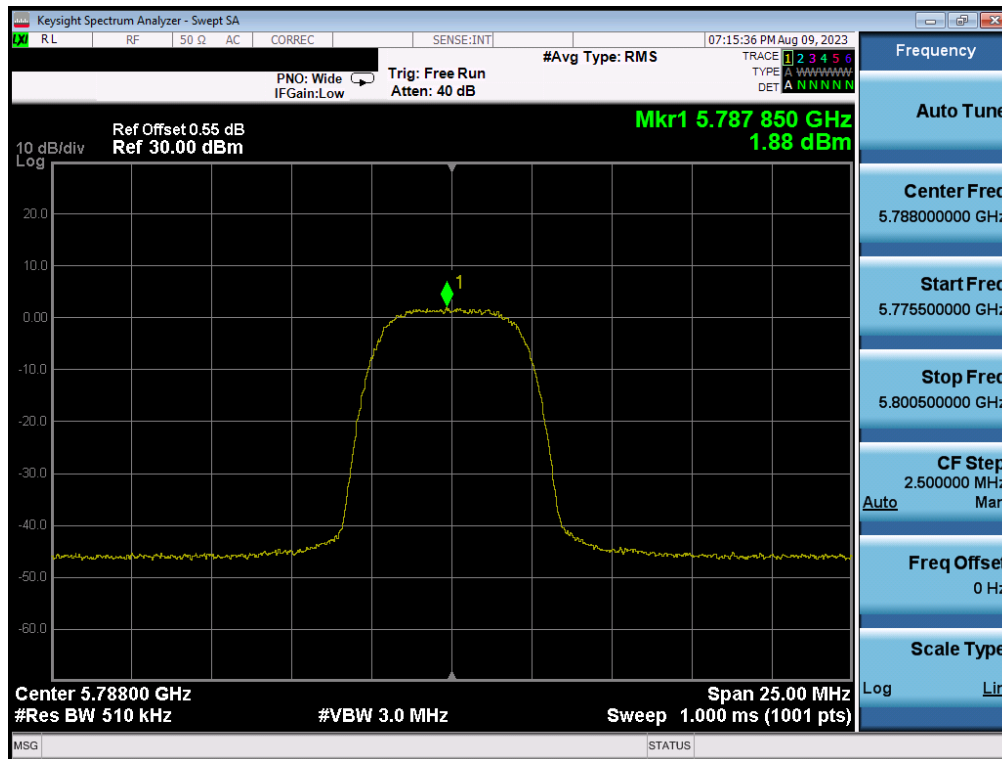 Keysight Spectrum Analyzer - Swept SA
LXI RL RF 50 Ω AC CORREC SENSE:INT 07:15:36 PM Aug 09, 2023
#Avg Type: RMS
TRACE 1 2 3 4 5 6
TYPE A WWWWW
DET A N N N N N
PNO: Wide
IFGain:Low
Trig: Free Run
Atten: 40 dB
Mkr1 5.787 850 GHz
1.88 dBm
Ref Offset 0.55 dB
Ref 30.00 dBm
10 dB/div
Log
20.0
10.0
0.00
-10.0
-20.0
-30.0
-40.0
-50.0
-60.0
1
Center 5.78800 GHz
Span 25.00 MHz
#Res BW 510 kHz
#VBW 3.0 MHz
Sweep 1.000 ms (1001 pts)
MSG
STATUS
Frequency
Auto Tune
Center Freq
5.788000000 GHz
Start Freq
5.775500000 GHz
Stop Freq
5.800500000 GHz
CF Step
2.500000 MHz
Auto Man
Freq Offset
0 Hz
Scale Type
Log Lin